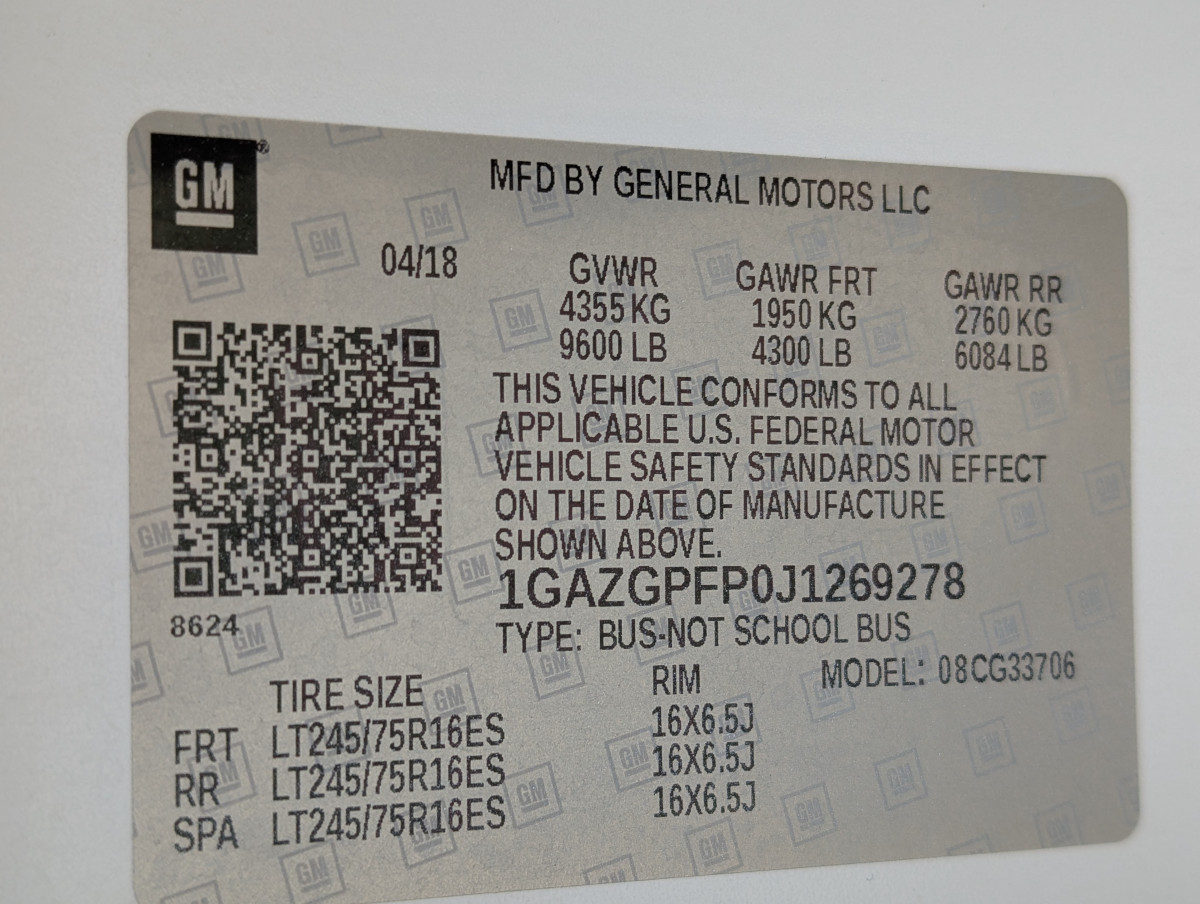 GM®
MFD BY GENERAL MOTORS LLC
04/18
GVWR GAWR FRT GAWR RR
4355 KG 1950 KG 2760 KG
9600 LB 4300 LB 6084 LB
THIS VEHICLE CONFORMS TO ALL
APPLICABLE U.S. FEDERAL MOTOR
VEHICLE SAFETY STANDARDS IN EFFECT
ON THE DATE OF MANUFACTURE
SHOWN ABOVE.
1GAZGPFP0J1269278
8624
TYPE: BUS-NOT SCHOOL BUS
MODEL: 08CG33706
TIRE SIZE RIM
FRT LT245/75R16ES 16X6.5J
RR LT245/75R16ES 16X6.5J
SPA LT245/75R16ES 16X6.5J